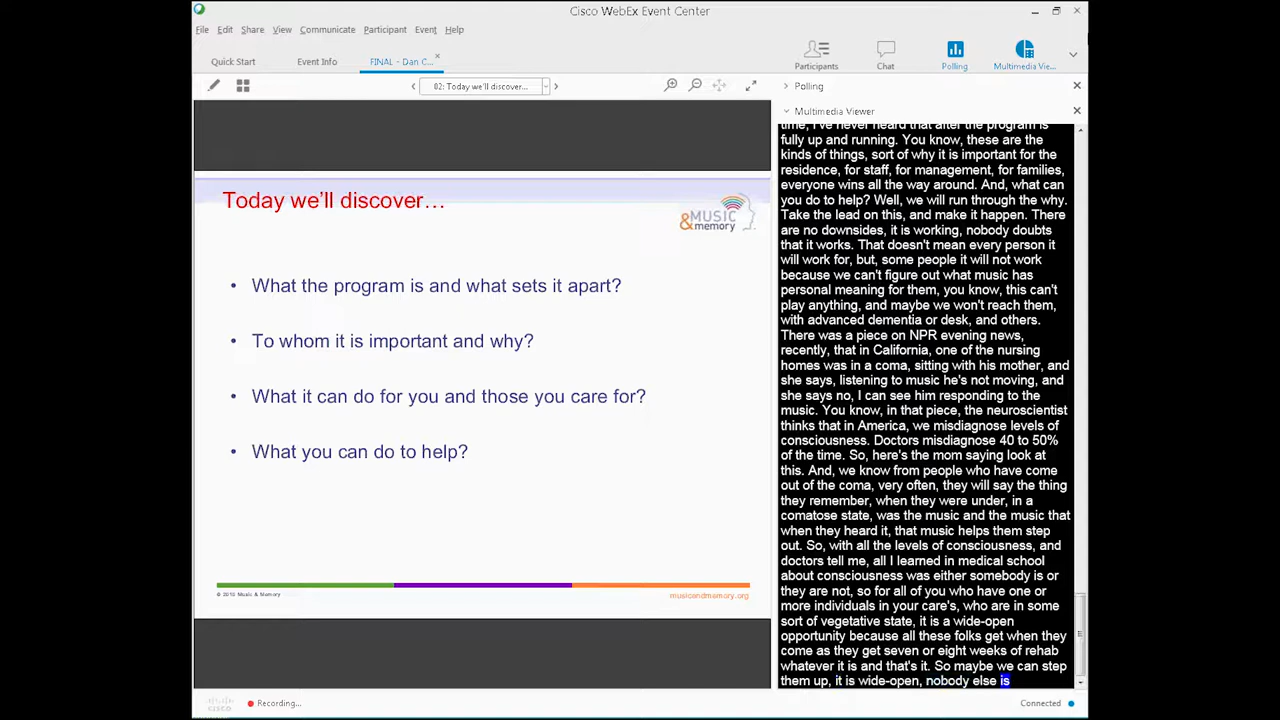 Cisco WebEx Event Center
File Edit Share View Communicate Participant Event Help
Quick Start Event Info FINAL - Dan C...
Participants Chat Polling Multimedia Vie...
02: Today we'll discover...
Polling
Multimedia Viewer
Today we'll discover…
&MUSIC
memory
• What the program is and what sets it apart?
• To whom it is important and why?
• What it can do for you and those you care for?
• What you can do to help?
© 2015 Music & Memory
musicandmemory.org
time, I've never heard that after the program is
fully up and running. You know, these are the
kinds of things, sort of why it is important for the
residence, for staff, for management, for families,
everyone wins all the way around. And, what can
you do to help? Well, we will run through the why.
Take the lead on this, and make it happen. There
are no downsides, it is working, nobody doubts
that it works. That doesn't mean every person it
will work for, but, some people it will not work
because we can't figure out what music has
personal meaning for them, you know, this can't
play anything, and maybe we won't reach them,
with advanced dementia or desk, and others.
There was a piece on NPR evening news,
recently, that in California, one of the nursing
homes was in a coma, sitting with his mother, and
she says, listening to music he's not moving, and
she says no, I can see him responding to the
music. You know, in that piece, the neuroscientist
thinks that in America, we misdiagnose levels of
consciousness. Doctors misdiagnose 40 to 50%
of the time. So, here's the mom saying look at
this. And, we know from people who have come
out of the coma, very often, they will say the thing
they remember, when they were under, in a
comatose state, was the music and the music that
when they heard it, that music helps them step
out. So, with all the levels of consciousness, and
doctors tell me, all I learned in medical school
about consciousness was either somebody is or
they are not, so for all of you who have one or
more individuals in your care's, who are in some
sort of vegetative state, it is a wide-open
opportunity because all these folks get when they
come as they get seven or eight weeks of rehab
whatever it is and that's it. So maybe we can step
them up, it is wide-open, nobody else is
cisco
Recording...
Connected